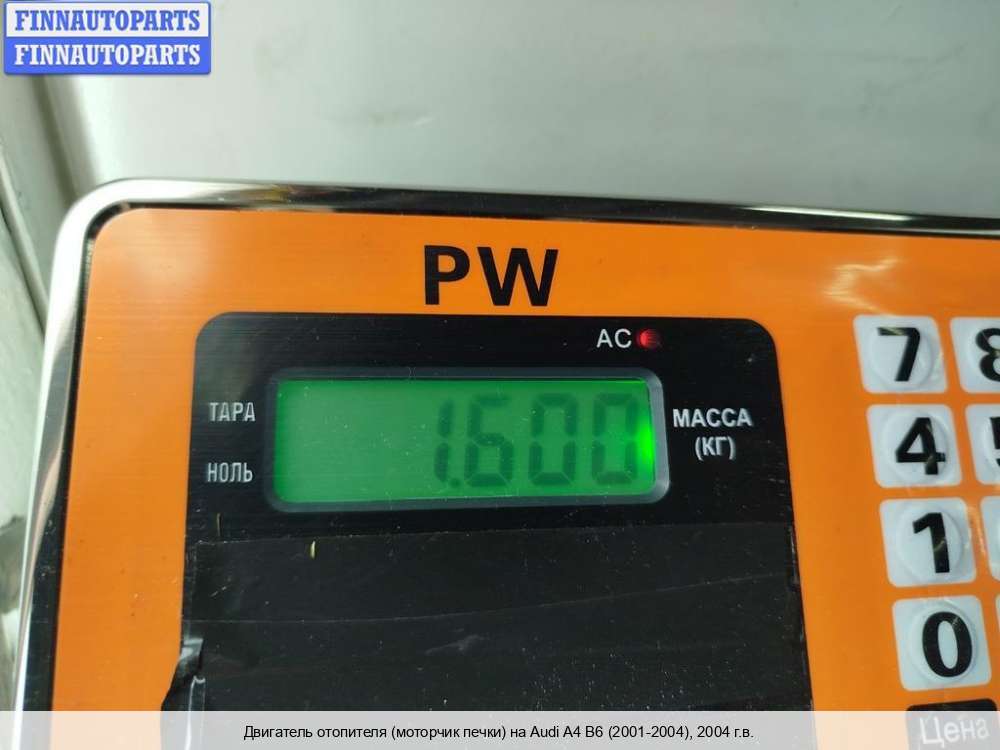 FINNAUTOPARTS
FINNAUTOPARTS
PW
AC
7 8
ТАРА
1.600
МАССА
(КГ)
4 5
НОЛЬ
1
0
Цена
Двигатель отопителя (моторчик печки) на Audi A4 B6 (2001-2004), 2004 г.в.